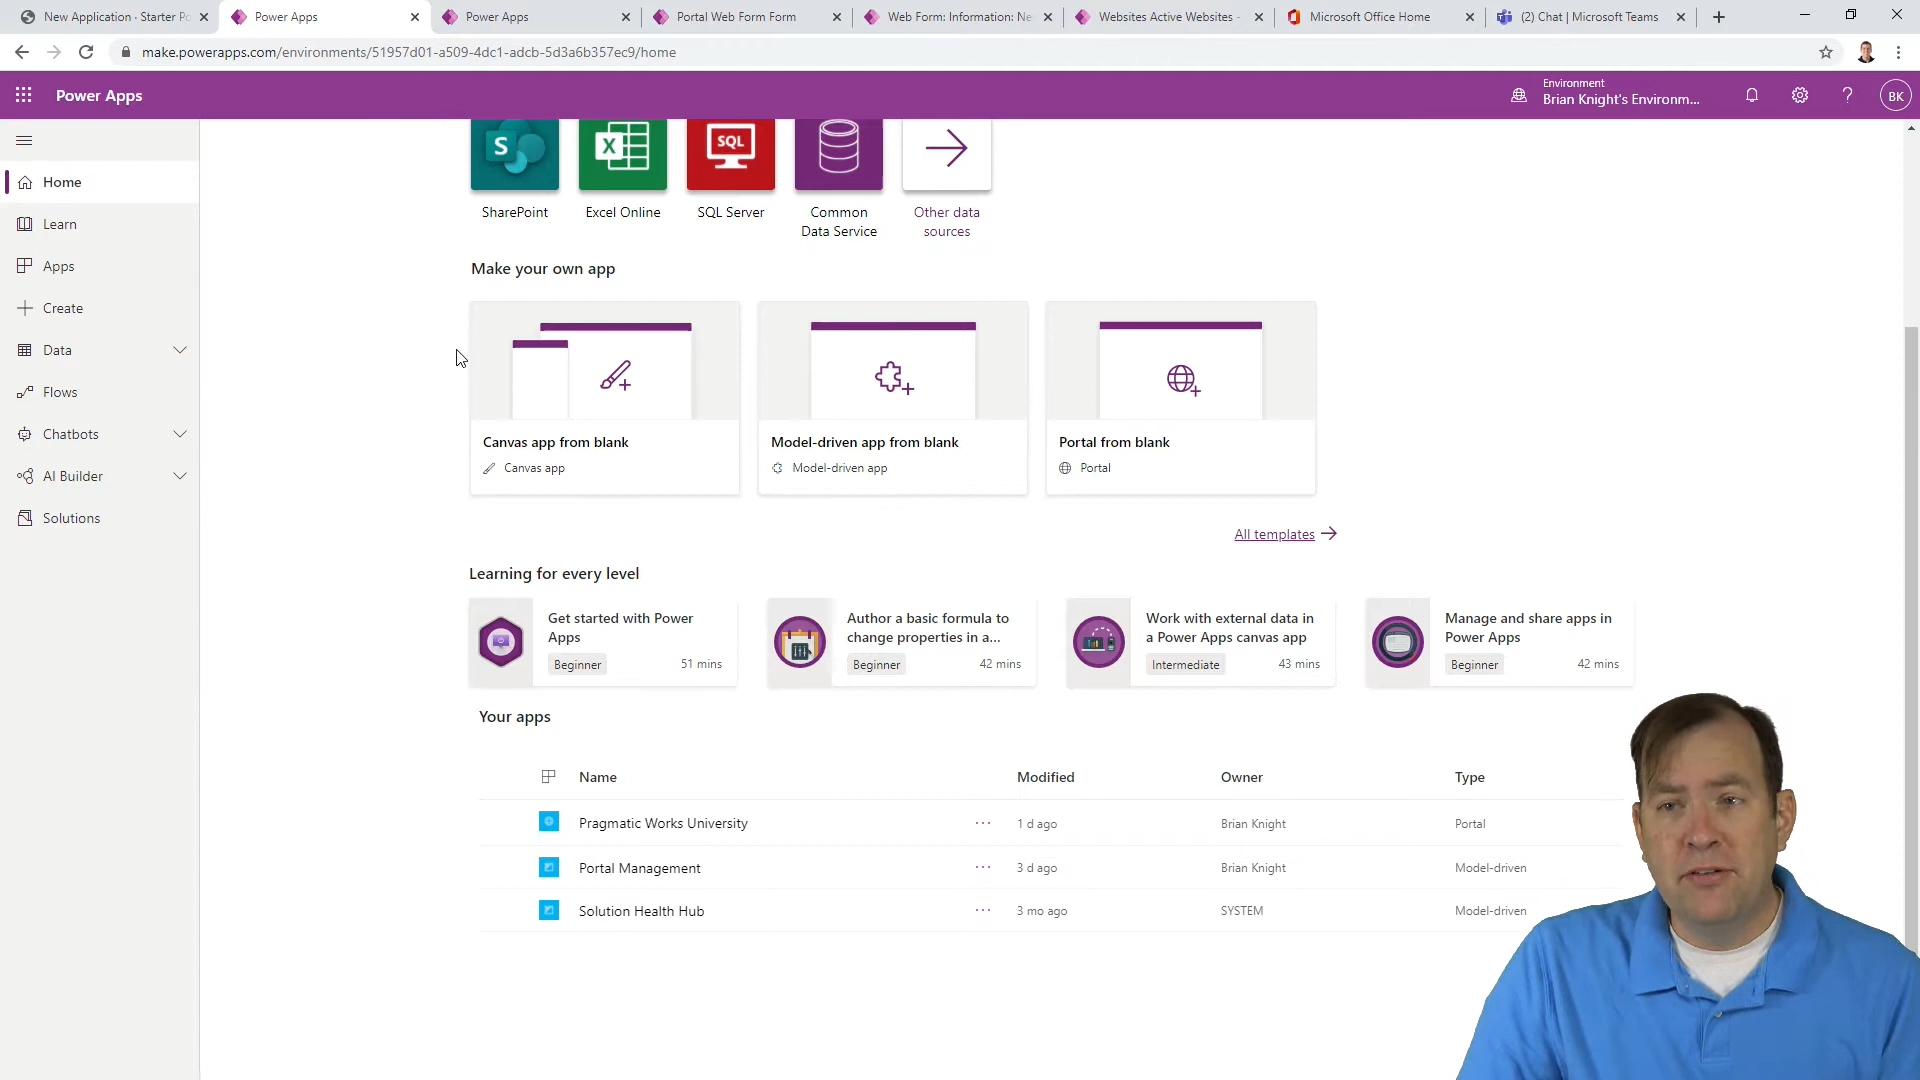 New Application · Starter Po
Power Apps
Power Apps
Portal Web Form Form
Web Form: Information: Ne
Websites Active Websites -
Microsoft Office Home
(2) Chat | Microsoft Teams
make.powerapps.com/environments/51957d01-a509-4dc1-adcb-5d3a6b357ec9/home
Power Apps
Environment
Brian Knight's Environm...
BK
Home
Learn
Apps
Create
Data
Flows
Chatbots
AI Builder
Solutions
S
X
SQL
SharePoint
Excel Online
SQL Server
Common
Data Service
Other data
sources
Make your own app
Canvas app from blank
Canvas app
Model-driven app from blank
Model-driven app
Portal from blank
Portal
All templates
Learning for every level
Get started with Power
Apps
Beginner
51 mins
Author a basic formula to
change properties in a...
Beginner
42 mins
Work with external data in
a Power Apps canvas app
Intermediate
43 mins
Manage and share apps in
Power Apps
Beginner
42 mins
Your apps
Name
Modified
Owner
Type
Pragmatic Works University
1 d ago
Brian Knight
Portal
Portal Management
3 d ago
Brian Knight
Model-driven
Solution Health Hub
3 mo ago
SYSTEM
Model-driven